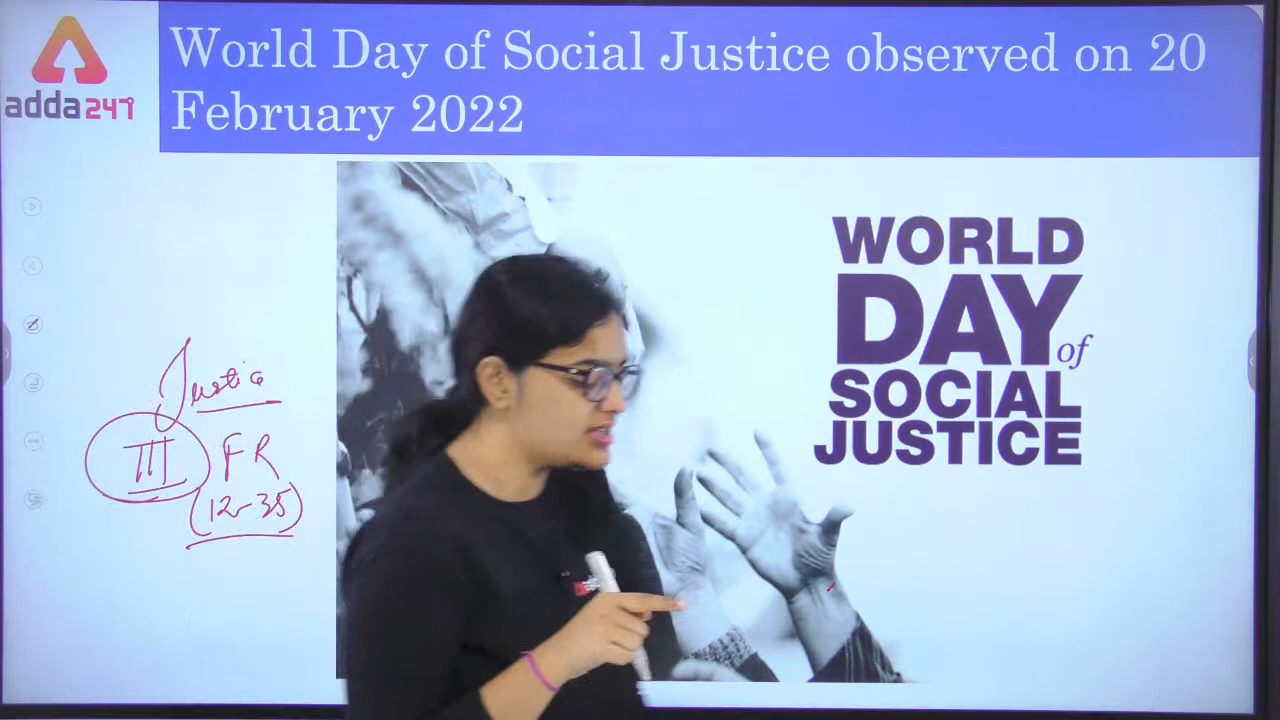 World Day of Social Justice observed on 20
February 2022
adda247
WORLD
DAY
of
SOCIAL
JUSTICE
Justic
III FR
(12-35)